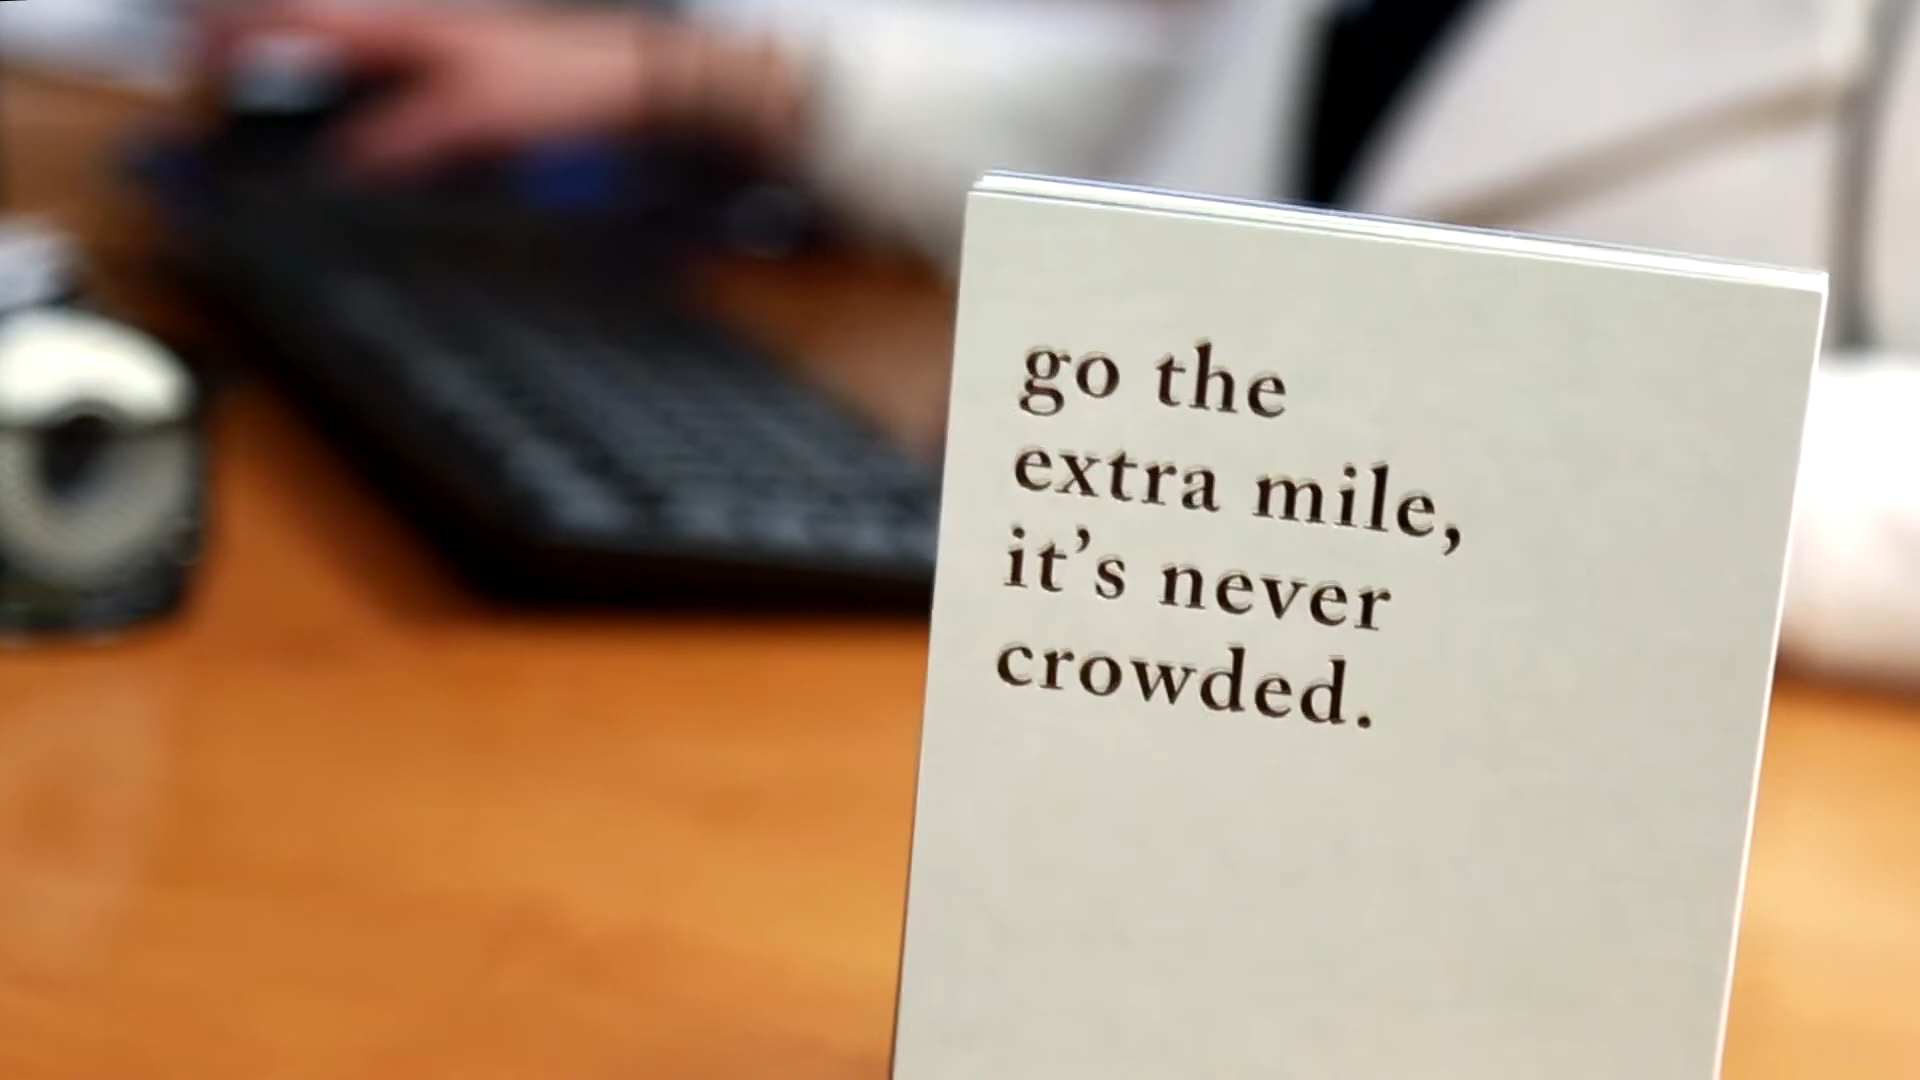 go the
extra mile,
it’s never
crowded.